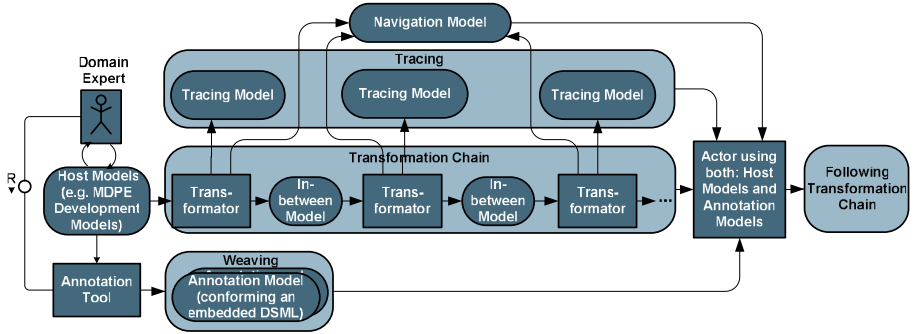 Navigation Model
Tracing
Domain
Expert
Tracing Model
Tracing Model
Tracing Model
R
Transformation Chain
Host Models
(e.g. MDPE
Development
Models)
Trans-
formator
In-
between
Model
Trans-
formator
In-
between
Model
Trans-
formator
...
Actor using
both: Host
Models and
Annotation
Models
Following
Transformation
Chain
Annotation
Tool
Weaving
Annotation Model
(conforming an
embedded DSML)